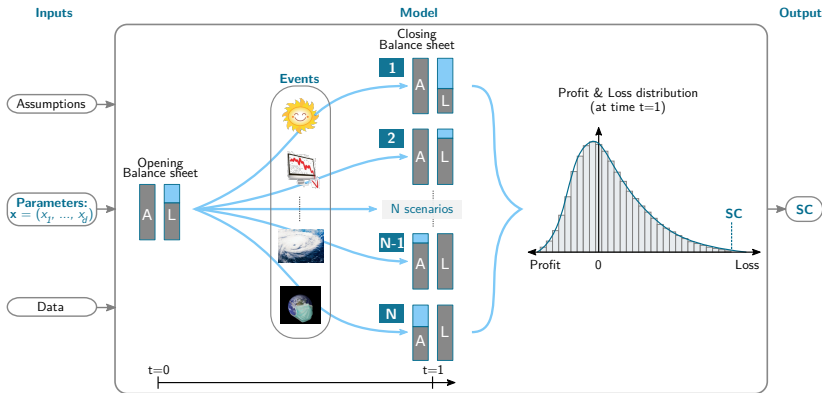 Inputs
Model
Output
Closing
Balance sheet
1
A
L
Events
Profit & Loss distribution
(at time t=1)
Assumptions
2
A
L
Opening
Balance sheet
Parameters:
x = (x1, ..., xd)
A
L
N scenarios
SC
SC
N-1
A
L
Profit
0
Loss
Data
N
A
L
t=0
t=1